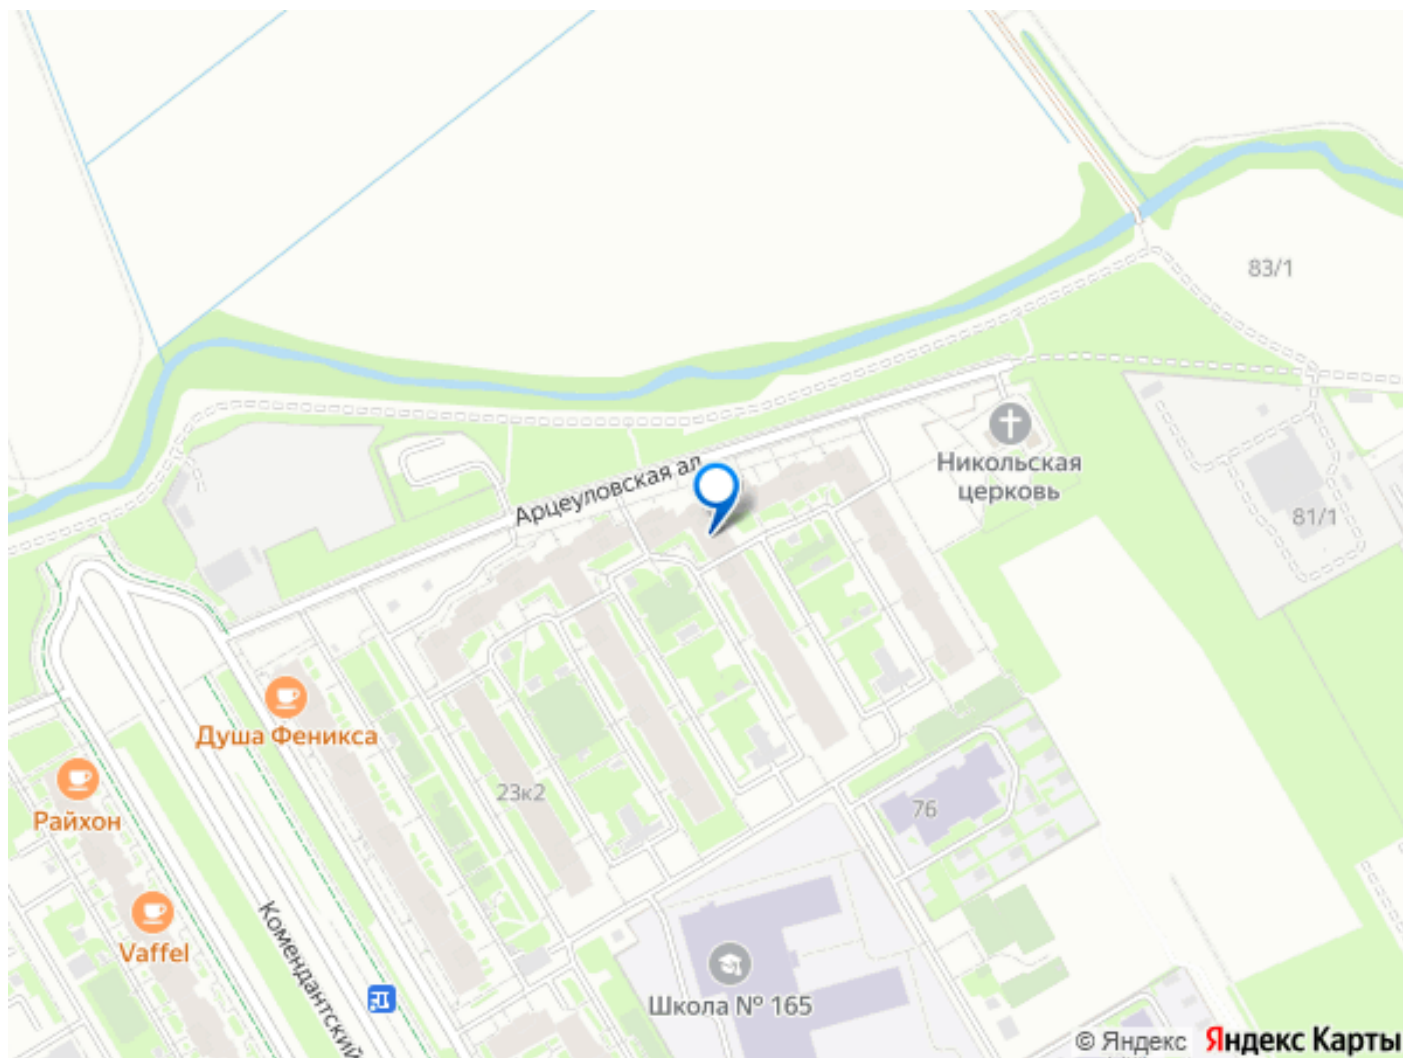 83/1
Арцеуловская ал.
Никольская
церковь
81/1
Душа Феникса
Райхон
23к2
76
Vaffel
Комендантский
Школа № 165
© Яндекс Яндекс Карты